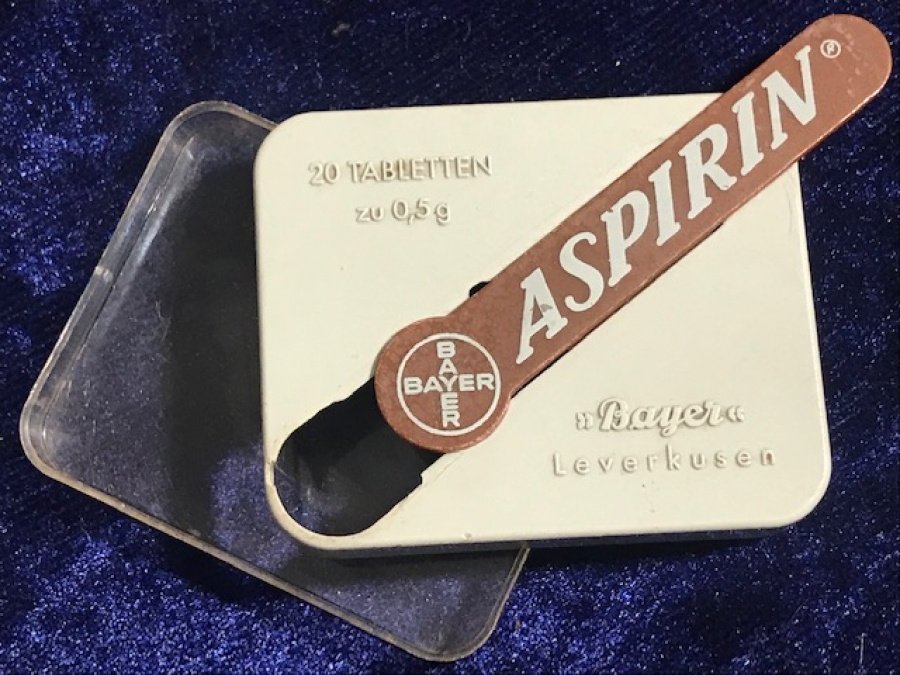 20 TABLETTEN
zu 0,5 g
ASPIRIN®
BAYER
BAYER
»Bayer«
Leverkusen